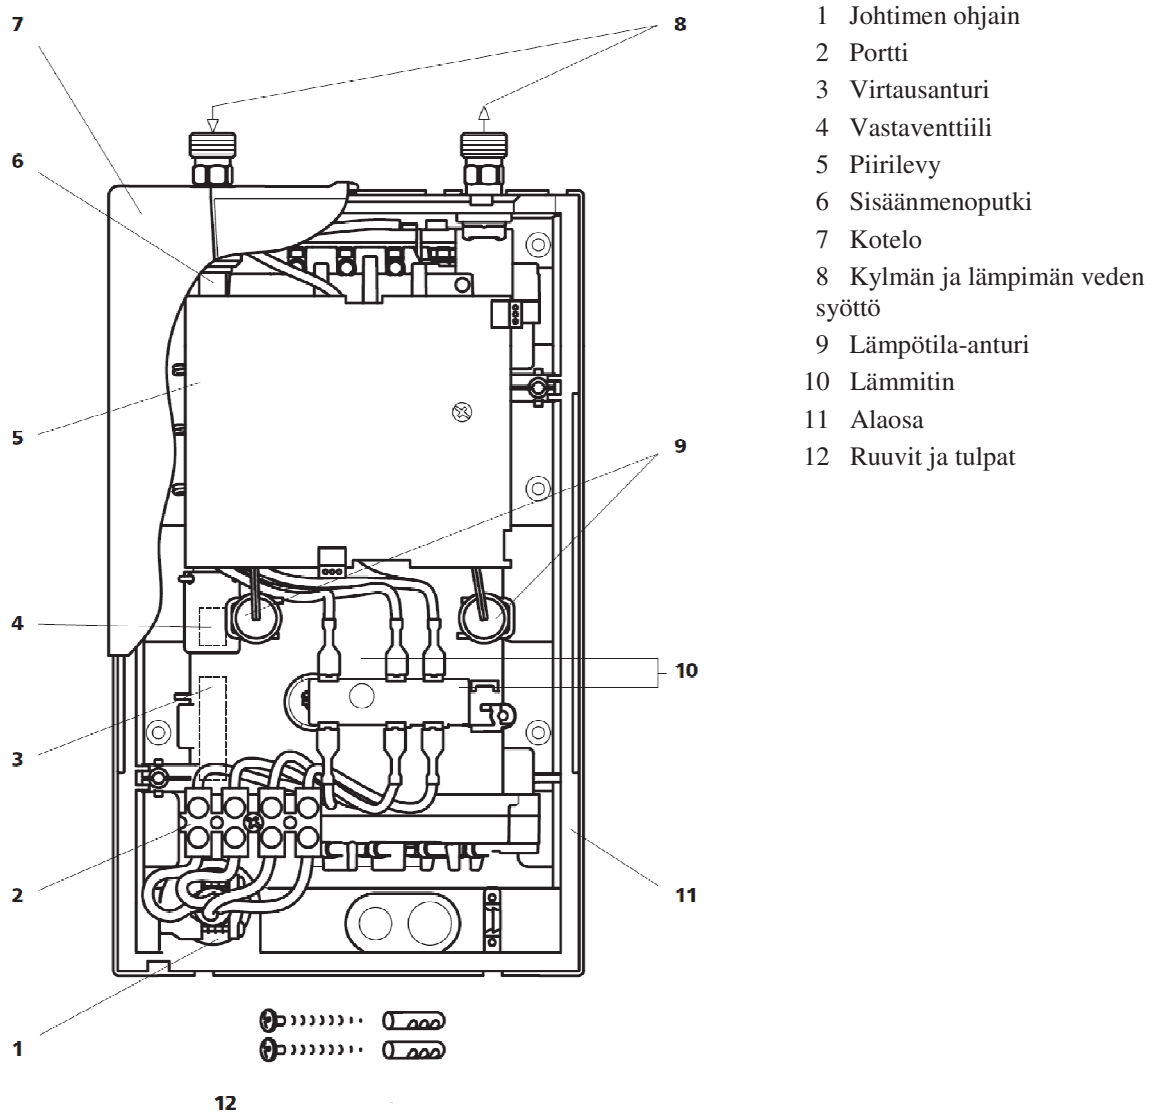 7
8
6
5
9
4
10
3
2
11
1
12
1 Johtimen ohjain
2 Portti
3 Virtausanturi
4 Vastaventtiili
5 Piirilevy
6 Sisäänmenoputki
7 Kotelo
8 Kylmän ja lämpimän veden
syöttö
9 Lämpötila-anturi
10 Lämmitin
11 Alaosa
12 Ruuvit ja tulpat